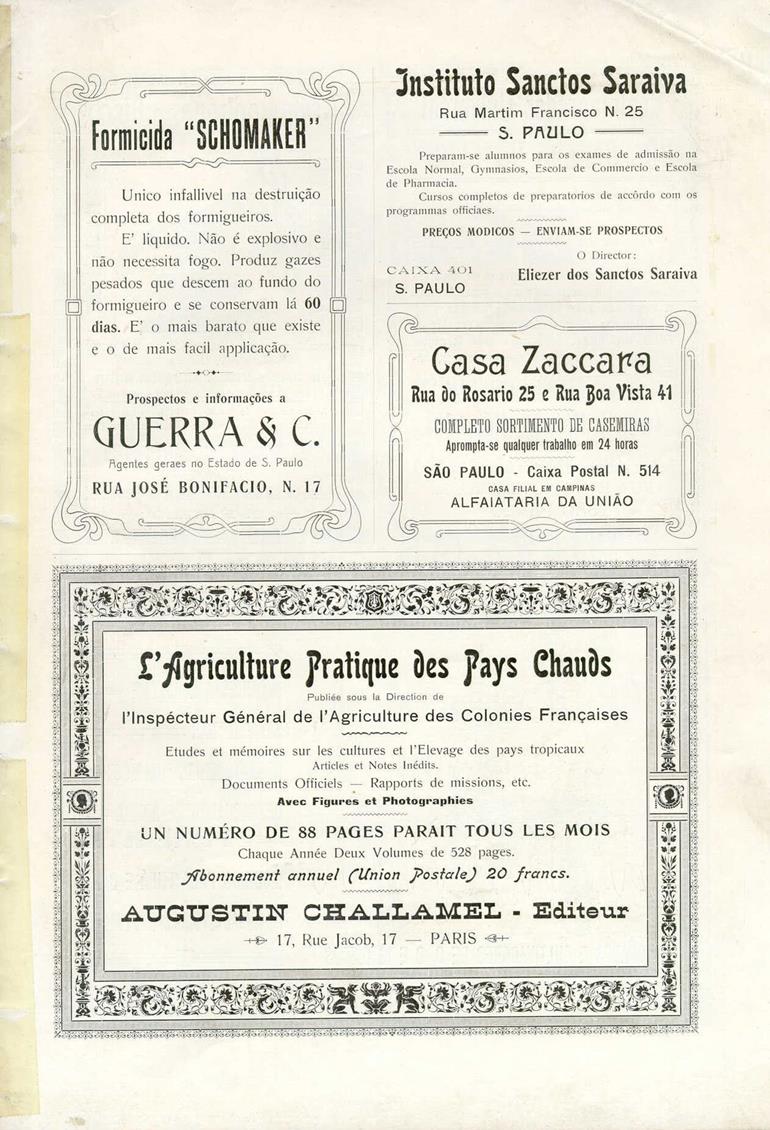 Formicida "SCHOMAKER"
Unico infallivel na destruição
completa dos formigueiros.
E' liquido. Não é explosivo e
não necessita fogo. Produz gazes
pesados que descem ao fundo do
formigueiro e se conservam lá 60
dias. E' o mais barato que existe
e o de mais facil applicação.
Prospectos e informações a
GUERRA & C.
Agentes geraes no Estado de S. Paulo
RUA JOSÉ BONIFACIO, N. 17
Instituto Sanctos Saraiva
Rua Martim Francisco N. 25
S. PAULO
Preparam-se alumnos para os exames de admissão na
Escola Normal, Gymnasios, Escola de Commercio e Escola
de Pharmacia.
Cursos completos de preparatorios de accôrdo com os
programmas officiaes.
PREÇOS MODICOS — ENVIAM-SE PROSPECTOS
O Director:
CAIXA 401
Eliezer dos Sanctos Saraiva
S. PAULO
Casa Zaccara
Rua do Rosario 25 e Rua Boa Vista 41
COMPLETO SORTIMENTO DE CASEMIRAS
Aprompta-se qualquer trabalho em 24 horas
SÃO PAULO - Caixa Postal N. 514
CASA FILIAL EM CAMPINAS
ALFAIATARIA DA UNIÃO
L'Agriculture Pratique des Pays Chauds
Publiée sous la Direction de
l'Inspécteur Général de l'Agriculture des Colonies Françaises
Etudes et mémoires sur les cultures et l'Elevage des pays tropicaux
Articles et Notes Inédits.
Documents Officiels — Rapports de missions, etc.
Avec Figures et Photographies
UN NUMÉRO DE 88 PAGES PARAIT TOUS LES MOIS
Chaque Année Deux Volumes de 528 pages.
Abonnement annuel (Union Postale) 20 francs.
AUGUSTIN CHALLAMEL - Editeur
17, Rue Jacob, 17 — PARIS